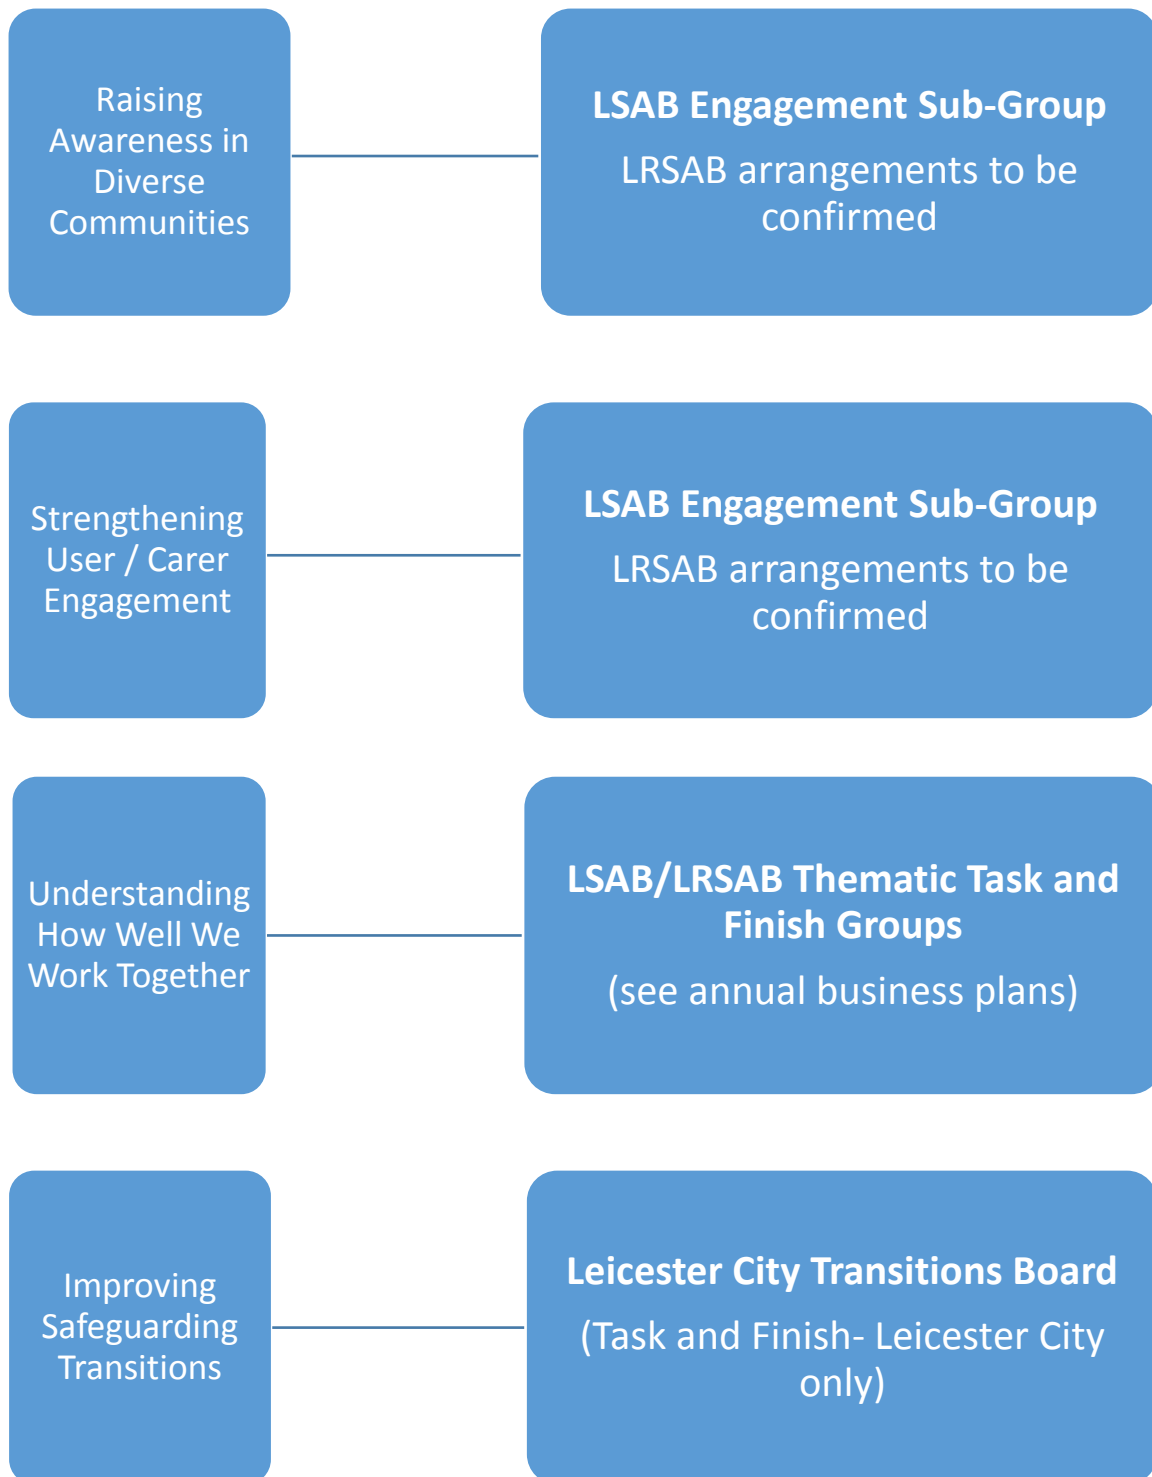 Raising
Awareness in
Diverse
Communities
LSAB Engagement Sub-Group
LRSAB arrangements to be
confirmed
Strengthening
User / Carer
Engagement
LSAB Engagement Sub-Group
LRSAB arrangements to be
confirmed
Understanding
How Well We
Work Together
LSAB/LRSAB Thematic Task and
Finish Groups
(see annual business plans)
Improving
Safeguarding
Transitions
Leicester City Transitions Board
(Task and Finish- Leicester City
only)